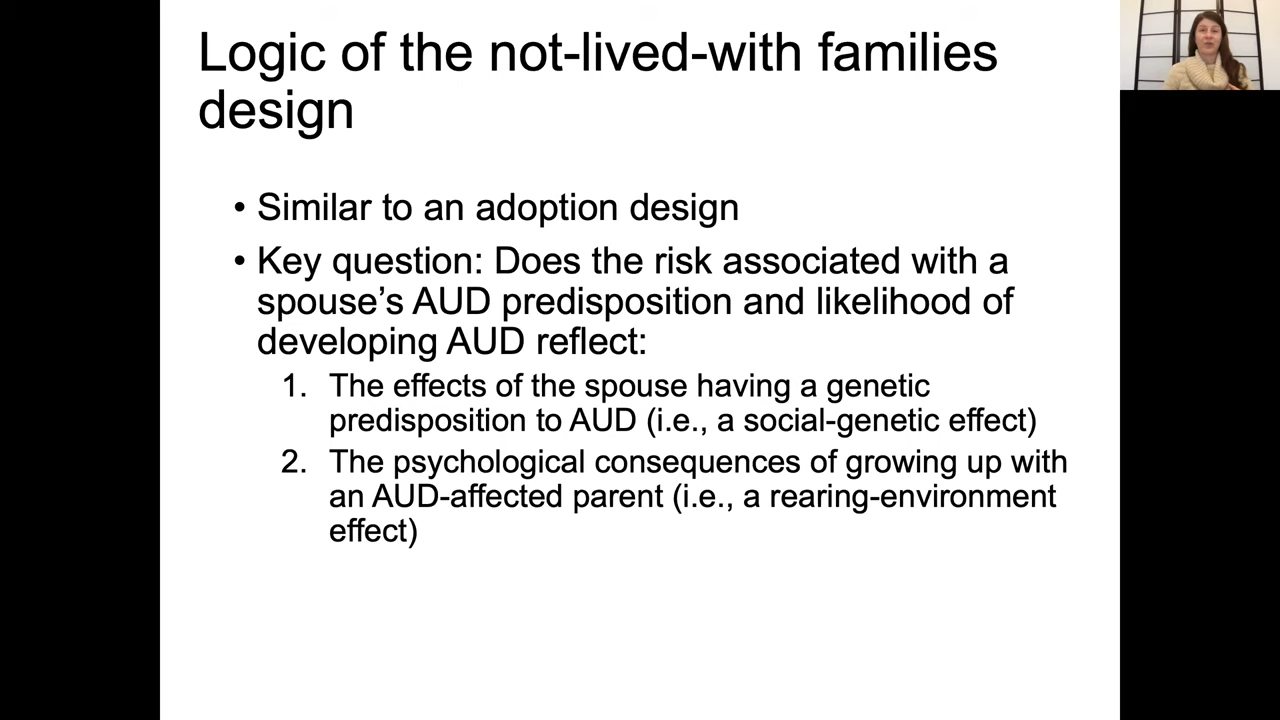 Logic of the not-lived-with families
design
• Similar to an adoption design
• Key question: Does the risk associated with a
spouse’s AUD predisposition and likelihood of
developing AUD reflect:
1. The effects of the spouse having a genetic
predisposition to AUD (i.e., a social-genetic effect)
2. The psychological consequences of growing up with
an AUD-affected parent (i.e., a rearing-environment
effect)